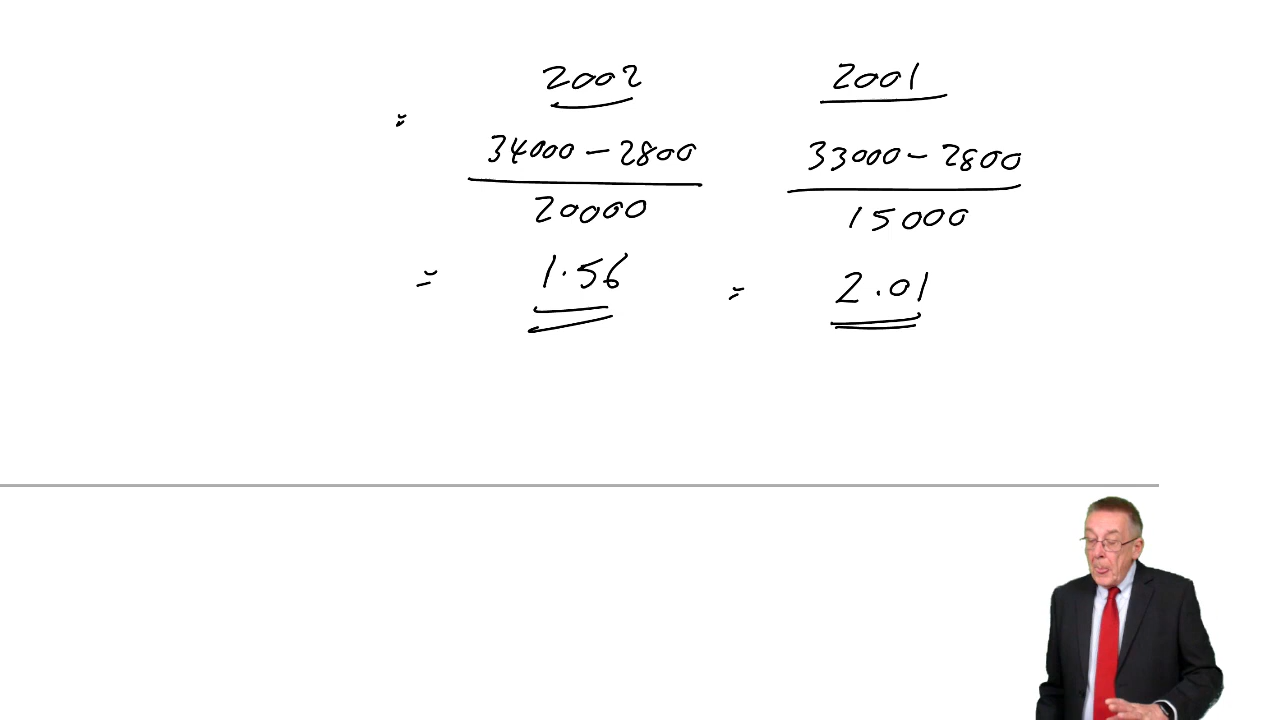 2002 2001
=
34000 - 2800 33000 - 2800
20000 15000
= 1.56 = 2.01